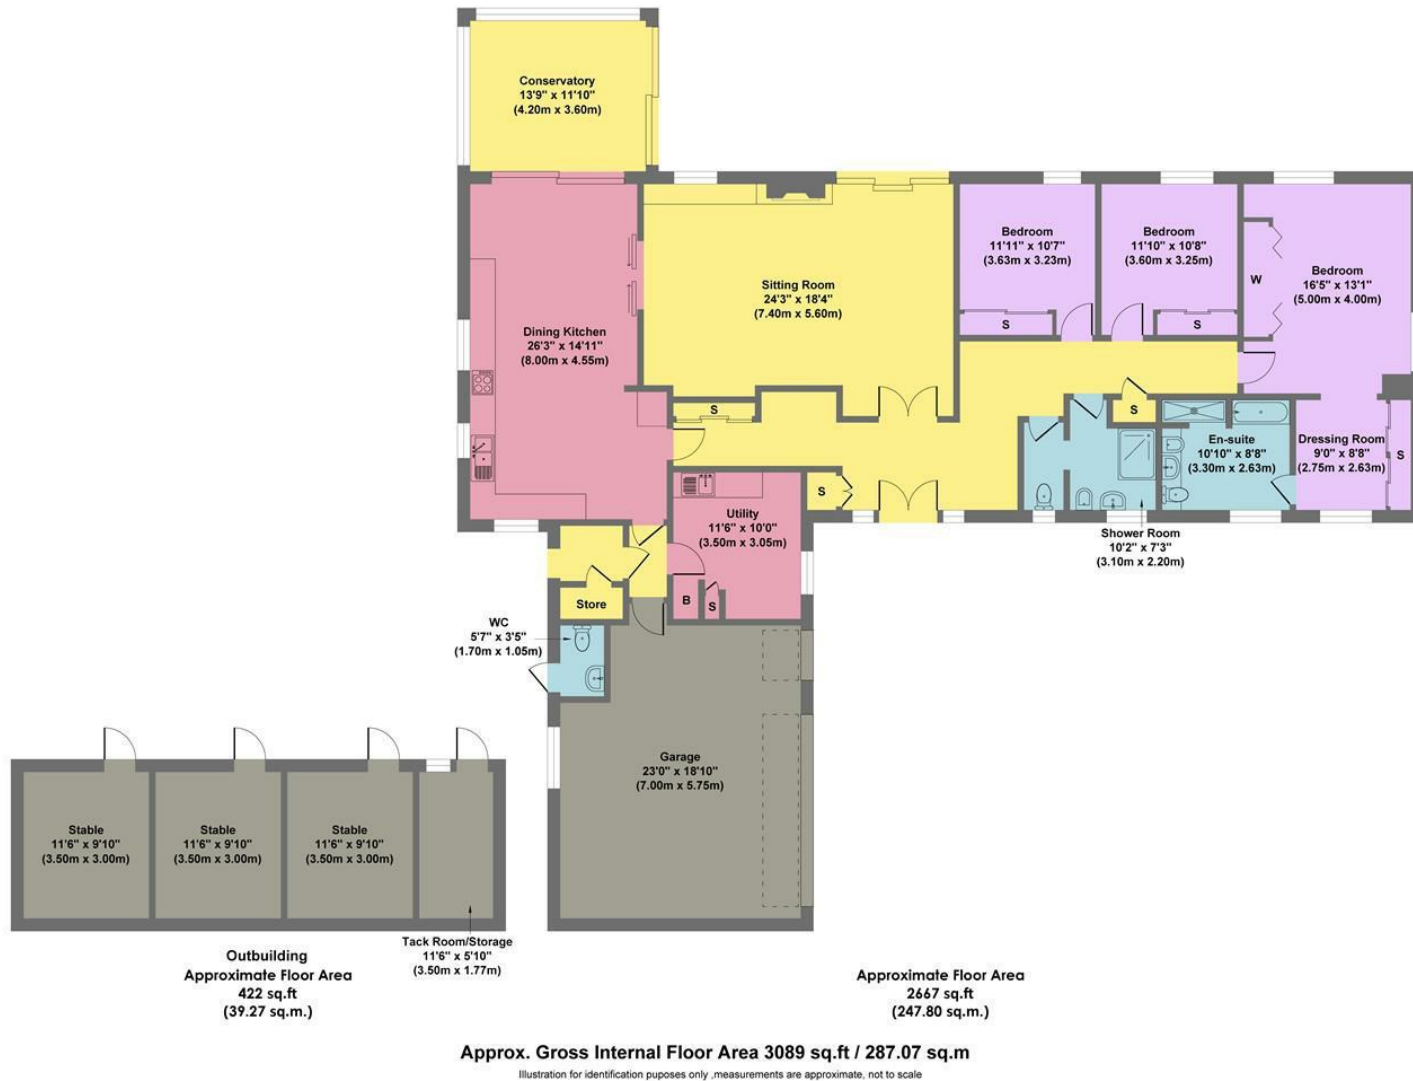 Conservatory
13'9" x 11'10"
(4.20m x 3.60m)
Dining Kitchen
26'3" x 14'11"
(8.00m x 4.55m)
Sitting Room
24'3" x 18'4"
(7.40m x 5.60m)
Bedroom
11'11" x 10'7"
(3.63m x 3.23m)
S
Bedroom
11'10" x 10'8"
(3.60m x 3.25m)
S
W
Bedroom
16'5" x 13'1"
(5.00m x 4.00m)
S
S
S
En-suite
10'10" x 8'8"
(3.30m x 2.63m)
Dressing Room
9'0" x 8'8"
(2.75m x 2.63m)
S
Utility
11'6" x 10'0"
(3.50m x 3.05m)
B
S
Shower Room
10'2" x 7'3"
(3.10m x 2.20m)
Store
WC
5'7" x 3'5"
(1.70m x 1.05m)
Garage
23'0" x 18'10"
(7.00m x 5.75m)
Stable
11'6" x 9'10"
(3.50m x 3.00m)
Stable
11'6" x 9'10"
(3.50m x 3.00m)
Stable
11'6" x 9'10"
(3.50m x 3.00m)
Tack Room/Storage
11'6" x 5'10"
(3.50m x 1.77m)
Outbuilding
Approximate Floor Area
422 sq.ft
(39.27 sq.m.)
Approximate Floor Area
2667 sq.ft
(247.80 sq.m.)
Approx. Gross Internal Floor Area 3089 sq.ft / 287.07 sq.m
Illustration for identification puposes only ,measurements are approximate, not to scale